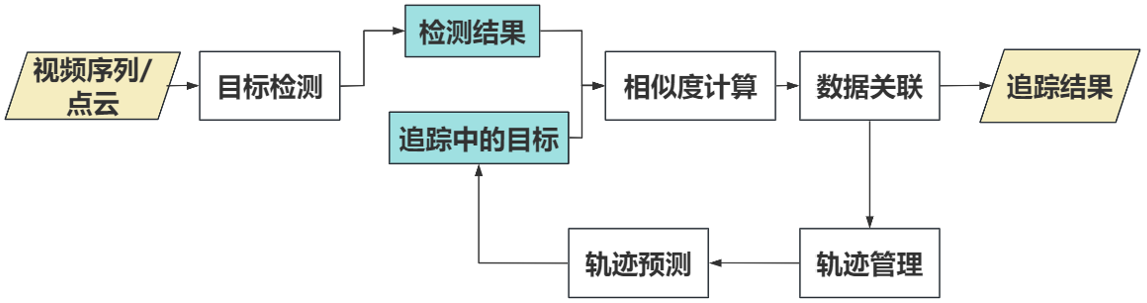 视频序列/
点云
目标检测
检测结果
追踪中的目标
相似度计算
数据关联
追踪结果
轨迹预测
轨迹管理